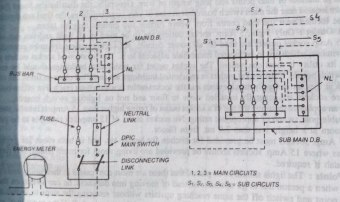 1 2 3
MAIN D.B.
NL
BUS BAR
FUSE
NEUTRAL
LINK
DPIC
MAIN SWITCH
ENERGY METER
DISCONNECTING
LINK
S4
S5
NL
SUB MAIN D.B.
1, 2, 3 = MAIN CIRCUITS
S1, S2, S3, S4, S5 = SUB CIRCUITS